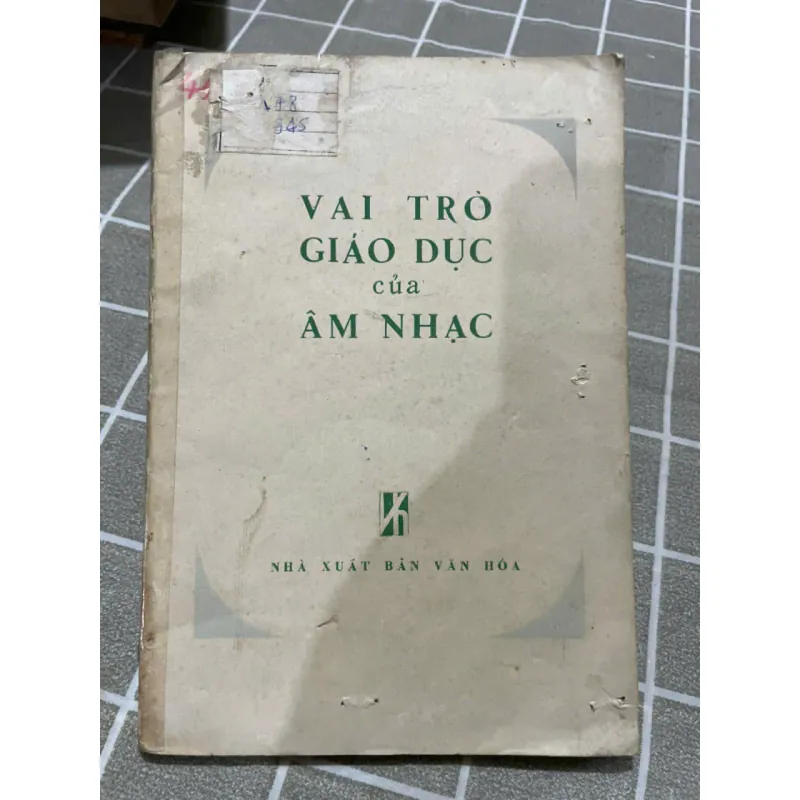 VAI TRÒ
GIÁO DỤC
của
ÂM NHẠC
NHÀ XUẤT BẢN VĂN HÓA